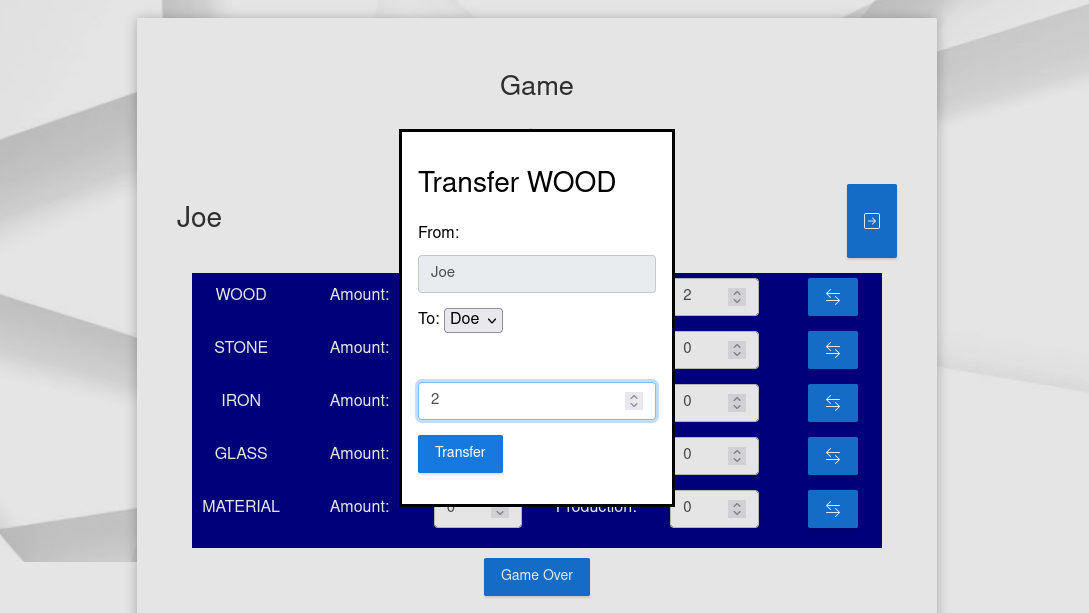 Game
Joe
Transfer WOOD
From:
Joe
To: Doe
2
Transfer
WOOD Amount: 2
STONE Amount: 0
IRON Amount: 0
GLASS Amount: 0
MATERIAL Amount: 0 Production: 0
Game Over